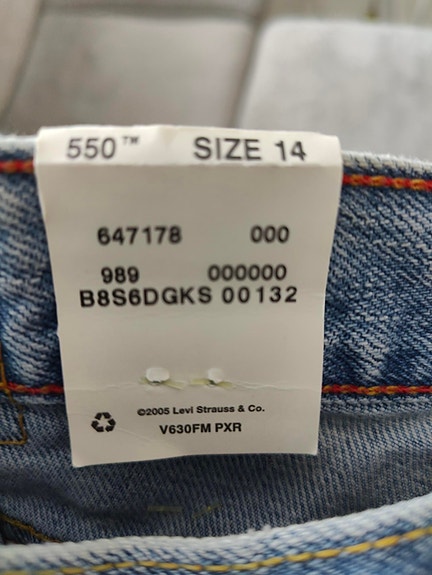 550™ SIZE 14
647178 000
989 000000
B8S6DGKS 00132
©2005 Levi Strauss & Co.
V630FM PXR